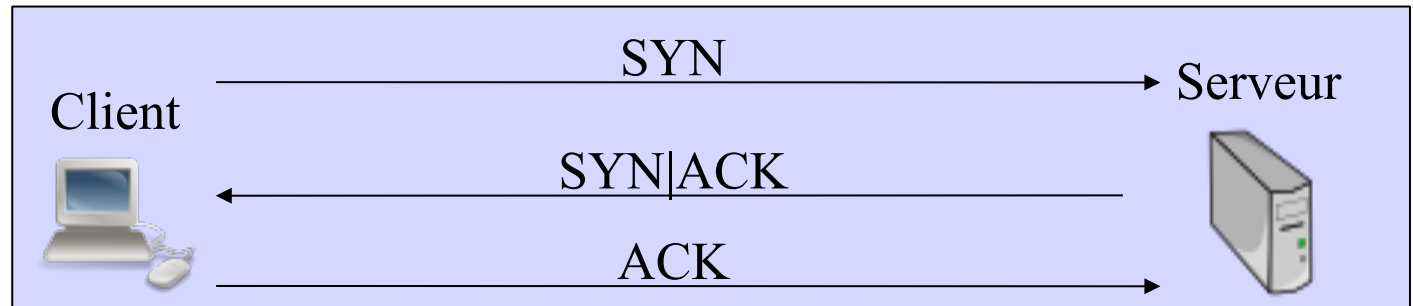 SYN
Serveur
Client
SYN|ACK
ACK